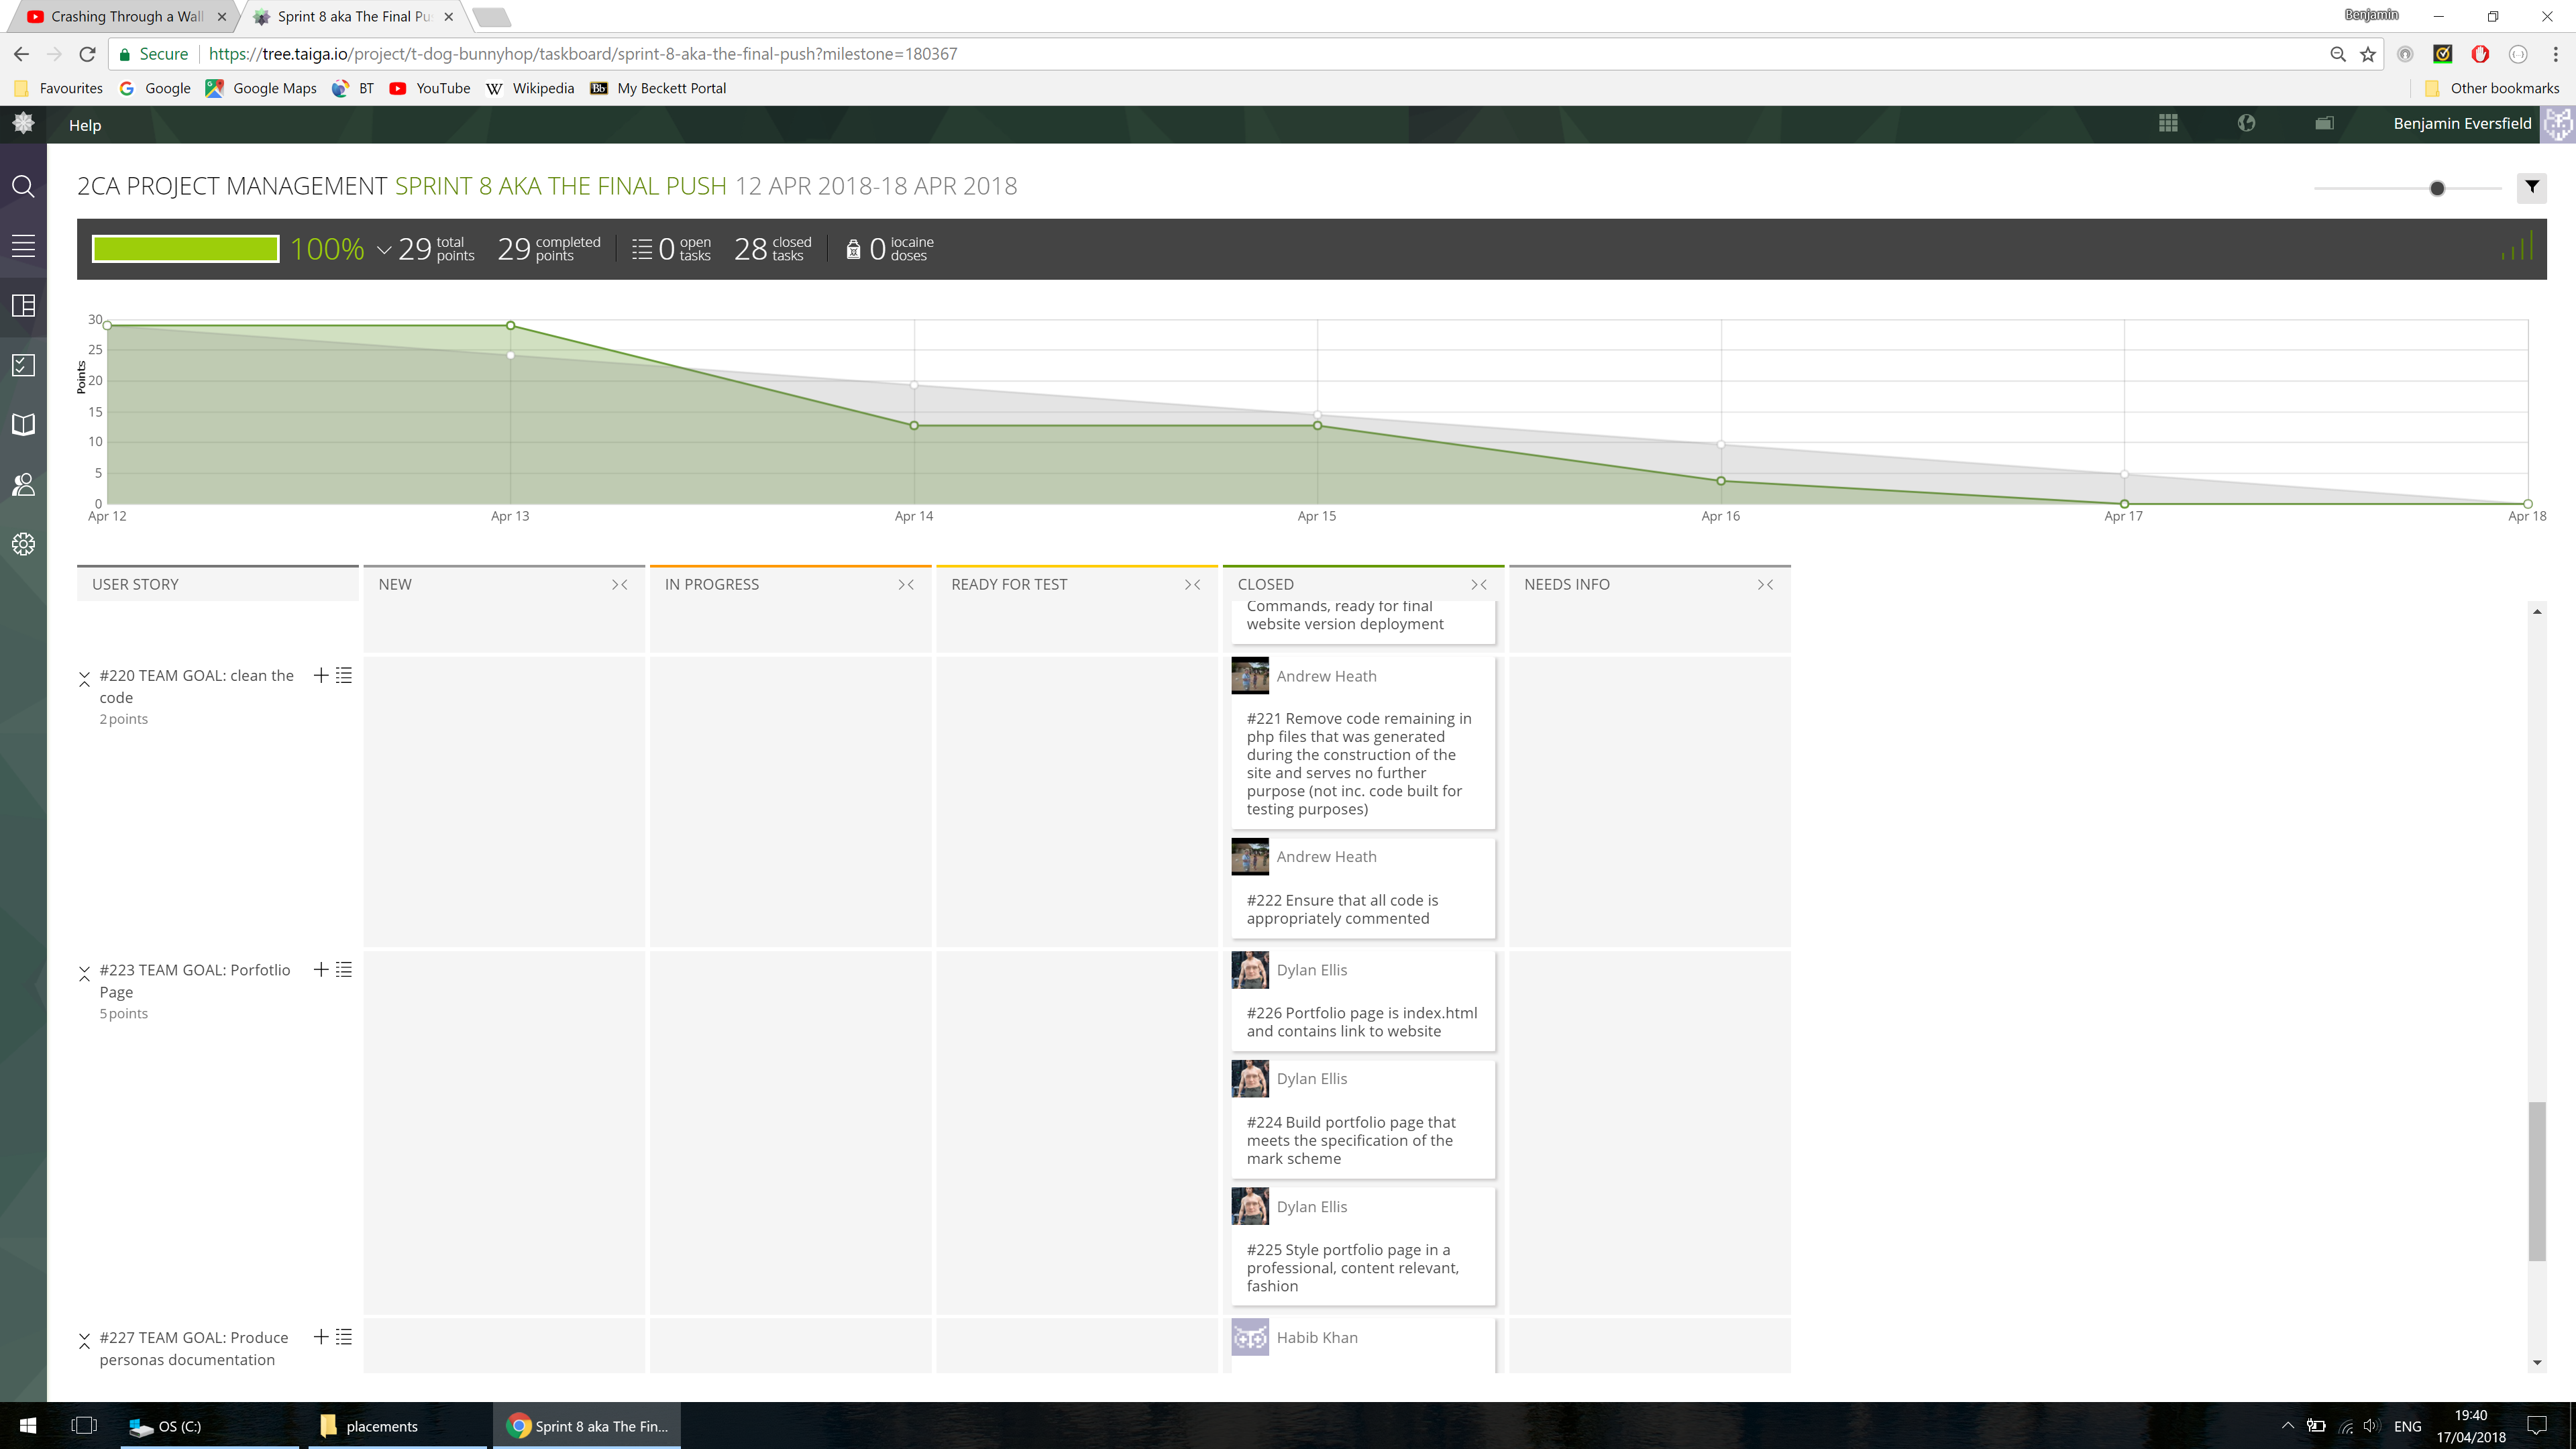 Crashing Through a Wall
Sprint 8 aka The Final Pu
Benjamin
Secure
https://tree.taiga.io/project/t-dog-bunnyhop/taskboard/sprint-8-aka-the-final-push?milestone=180367
Favourites
Google
Google Maps
BT
YouTube
W Wikipedia
Bb My Beckett Portal
Other bookmarks
Help
Benjamin Eversfield
2CA PROJECT MANAGEMENT SPRINT 8 AKA THE FINAL PUSH 12 APR 2018-18 APR 2018
100%
29 total points
29 completed points
0 open tasks
28 closed tasks
0 iocaine doses
Points
30
25
20
15
10
5
0
Apr 12
Apr 13
Apr 14
Apr 15
Apr 16
Apr 17
Apr 18
USER STORY
NEW
IN PROGRESS
READY FOR TEST
CLOSED
NEEDS INFO
Commands, ready for final
website version deployment
#220 TEAM GOAL: clean the
code
2 points
Andrew Heath
#221 Remove code remaining in
php files that was generated
during the construction of the
site and serves no further
purpose (not inc. code built for
testing purposes)
Andrew Heath
#222 Ensure that all code is
appropriately commented
#223 TEAM GOAL: Porfotlio
Page
5 points
Dylan Ellis
#226 Portfolio page is index.html
and contains link to website
Dylan Ellis
#224 Build portfolio page that
meets the specification of the
mark scheme
Dylan Ellis
#225 Style portfolio page in a
professional, content relevant,
fashion
#227 TEAM GOAL: Produce
personas documentation
Habib Khan
OS (C:)
placements
Sprint 8 aka The Fin...
ENG
19:40
17/04/2018